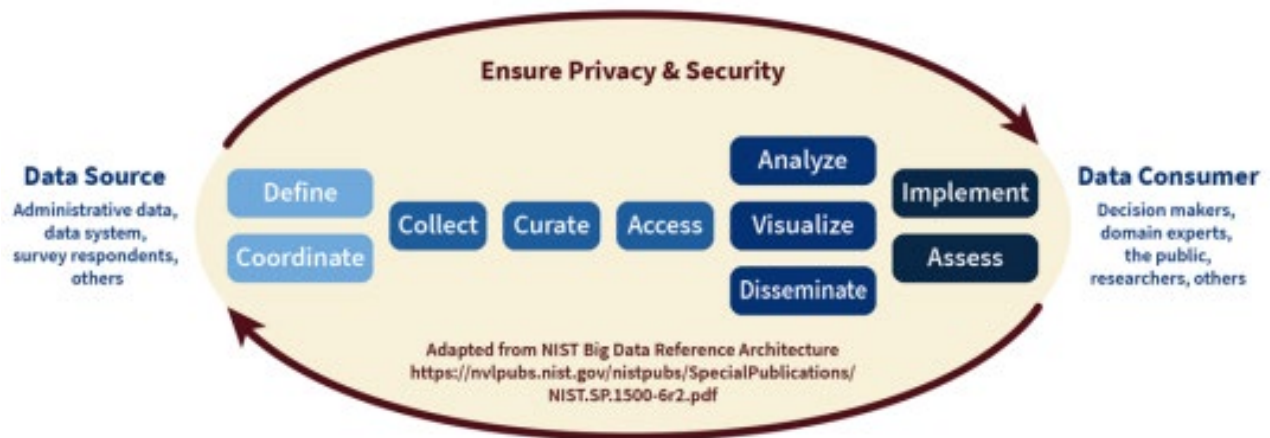 Ensure Privacy & Security
Data Source
Administrative data,
data system,
survey respondents,
others
Define
Coordinate
Collect
Curate
Access
Analyze
Visualize
Disseminate
Implement
Assess
Data Consumer
Decision makers,
domain experts,
the public,
researchers, others
Adapted from NIST Big Data Reference Architecture
https://nvlpubs.nist.gov/nistpubs/SpecialPublications/
NIST.SP.1500-6r2.pdf